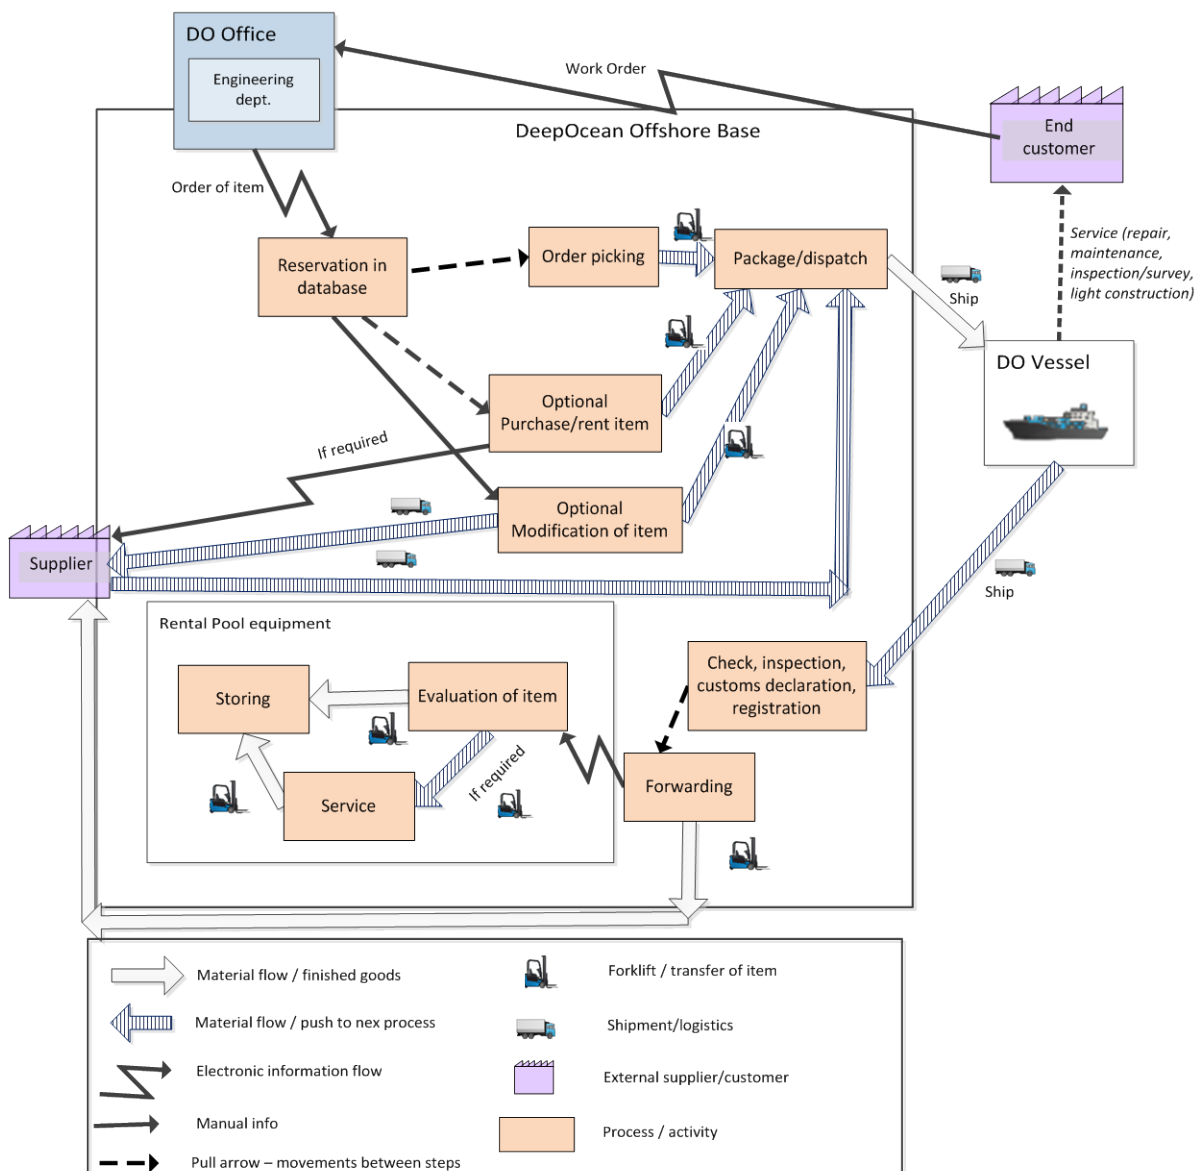 DO Office
Engineering
dept.
Work Order
End
customer
DeepOcean Offshore Base
Order of item
Reservation in
database
Order picking
Package/dispatch
Ship
Service (repair,
maintenance,
inspection/survey,
light construction)
DO Vessel
Optional
Purchase/rent item
If required
Optional
Modification of item
Supplier
Ship
Rental Pool equipment
Check, inspection,
customs declaration,
registration
Storing
Evaluation of item
If required
Service
Forwarding
Material flow / finished goods
Forklift / transfer of item
Material flow / push to nex process
Shipment/logistics
Electronic information flow
External supplier/customer
Manual info
Process / activity
Pull arrow – movements between steps